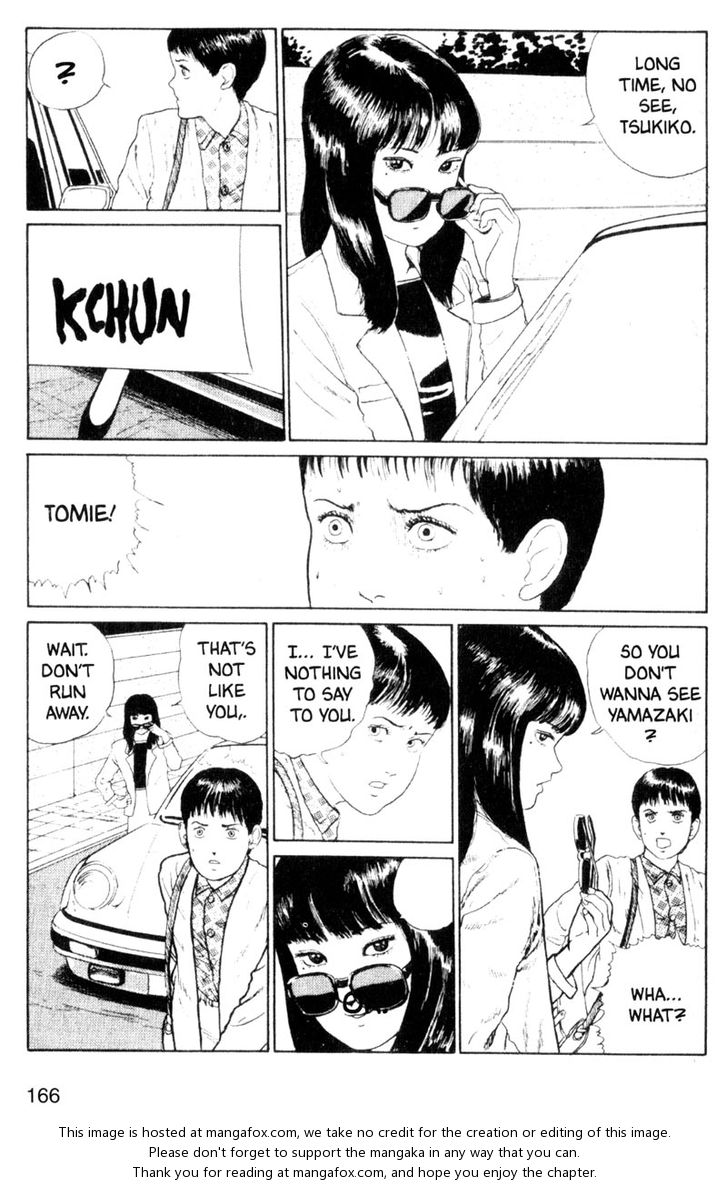 ?
KCHUN
LONG
TIME, NO
SEE,
TSUKIKO.
TOMIE!
WAIT.
DON'T
RUN
AWAY.
THAT'S
NOT
LIKE
YOU,.
I... I'VE
NOTHING
TO SAY
TO YOU.
SO YOU
DON'T
WANNA SEE
YAMAZAKI
?
WHA...
WHAT?
166
This image is hosted at mangafox.com, we take no credit for the creation or editing of this image.
Please don't forget to support the mangaka in any way that you can.
Thank you for reading at mangafox.com, and hope you enjoy the chapter.